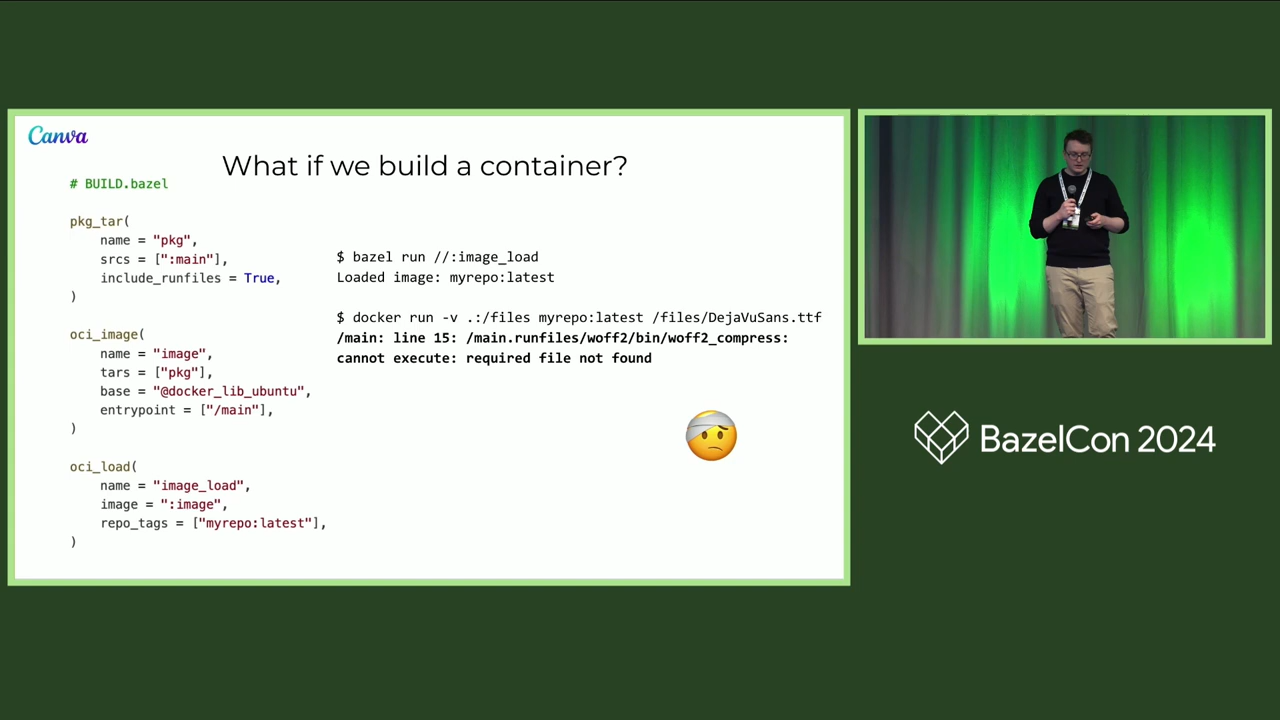 Canva
What if we build a container?
# BUILD.bazel
pkg_tar(
    name = "pkg",
    srcs = [":main"],
    include_runfiles = True,
)
oci_image(
    name = "image",
    tars = ["pkg"],
    base = "@docker_lib_ubuntu",
    entrypoint = ["/main"],
)
oci_load(
    name = "image_load",
    image = ":image",
    repo_tags = ["myrepo:latest"],
)
$ bazel run //:image_load
Loaded image: myrepo:latest
$ docker run -v .:/files myrepo:latest /files/DejaVuSans.ttf
/main: line 15: /main.runfiles/woff2/bin/woff2_compress:
cannot execute: required file not found
BazelCon 2024